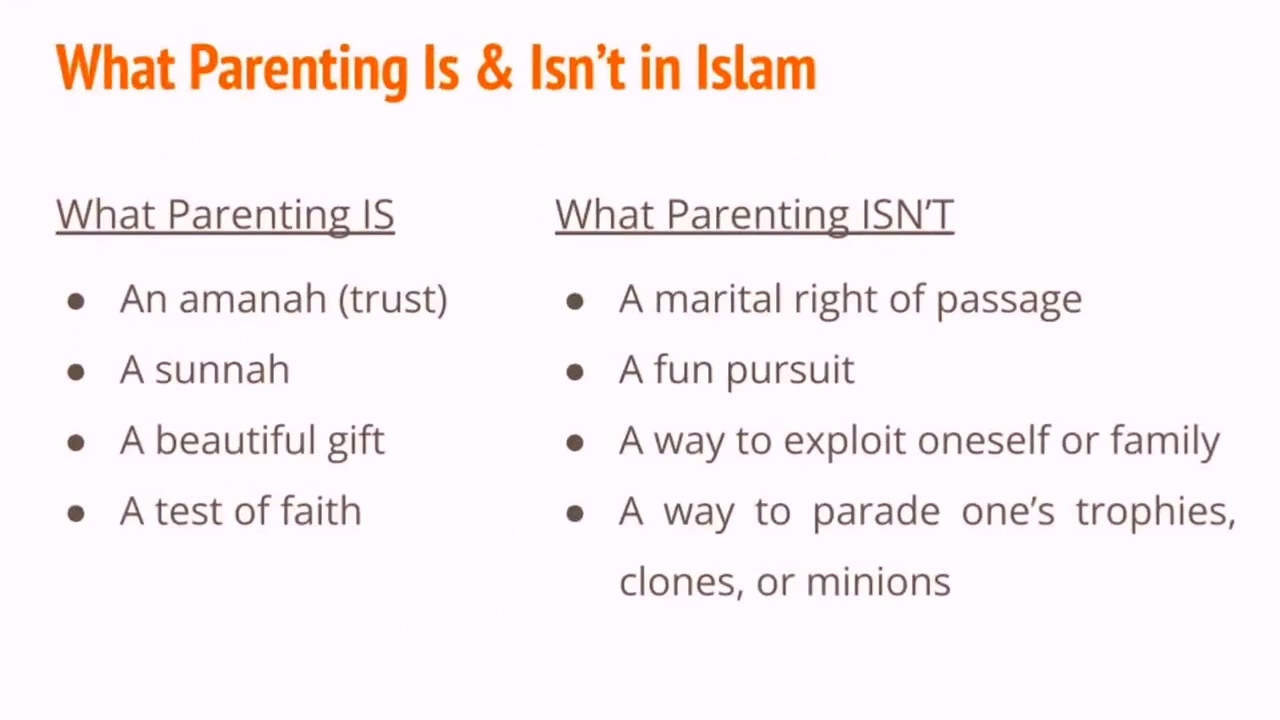 What Parenting Is & Isn’t in Islam
What Parenting IS
● An amanah (trust)
● A sunnah
● A beautiful gift
● A test of faith
What Parenting ISN’T
● A marital right of passage
● A fun pursuit
● A way to exploit oneself or family
● A way to parade one’s trophies,
clones, or minions